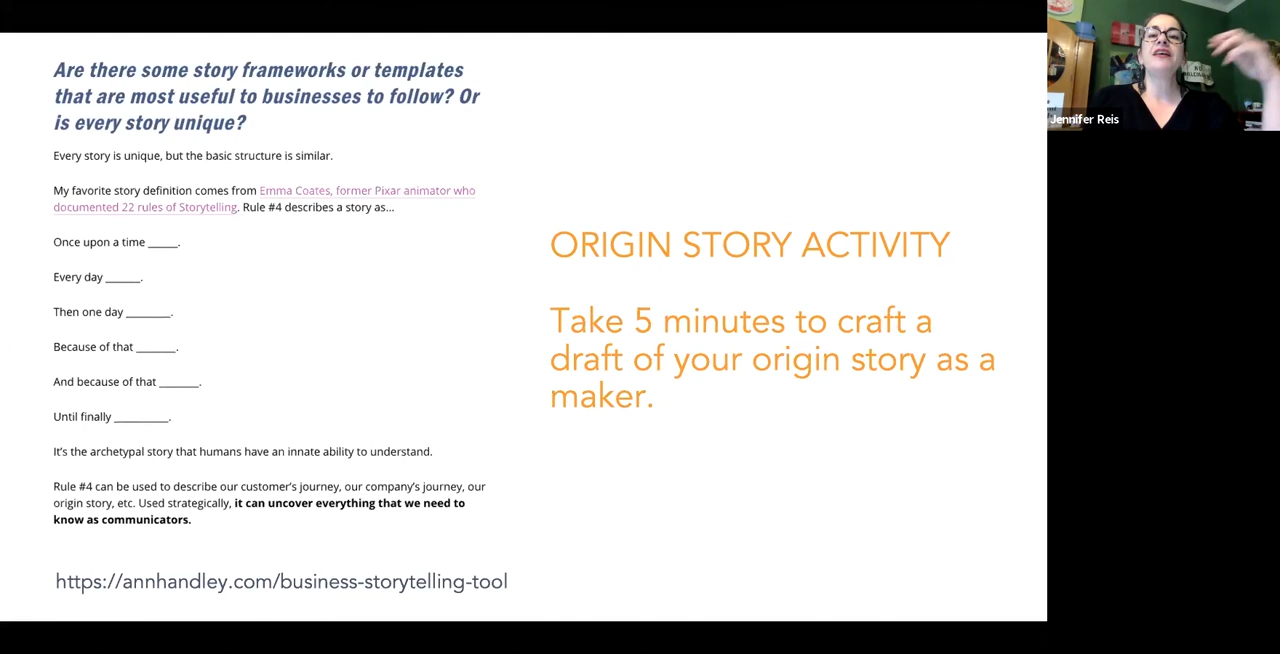 Are there some story frameworks or templates
that are most useful to businesses to follow? Or
is every story unique?
Every story is unique, but the basic structure is similar.
My favorite story definition comes from Emma Coates, former Pixar animator who
documented 22 rules of Storytelling. Rule #4 describes a story as...
Once upon a time ______.
Every day ______.
Then one day ________.
Because of that _______.
And because of that ________.
Until finally __________.
It's the archetypal story that humans have an innate ability to understand.
Rule #4 can be used to describe our customer's journey, our company's journey, our
origin story, etc. Used strategically, it can uncover everything that we need to
know as communicators.
https://annhandley.com/business-storytelling-tool
ORIGIN STORY ACTIVITY
Take 5 minutes to craft a
draft of your origin story as a
maker.
NO
Jennifer Reis